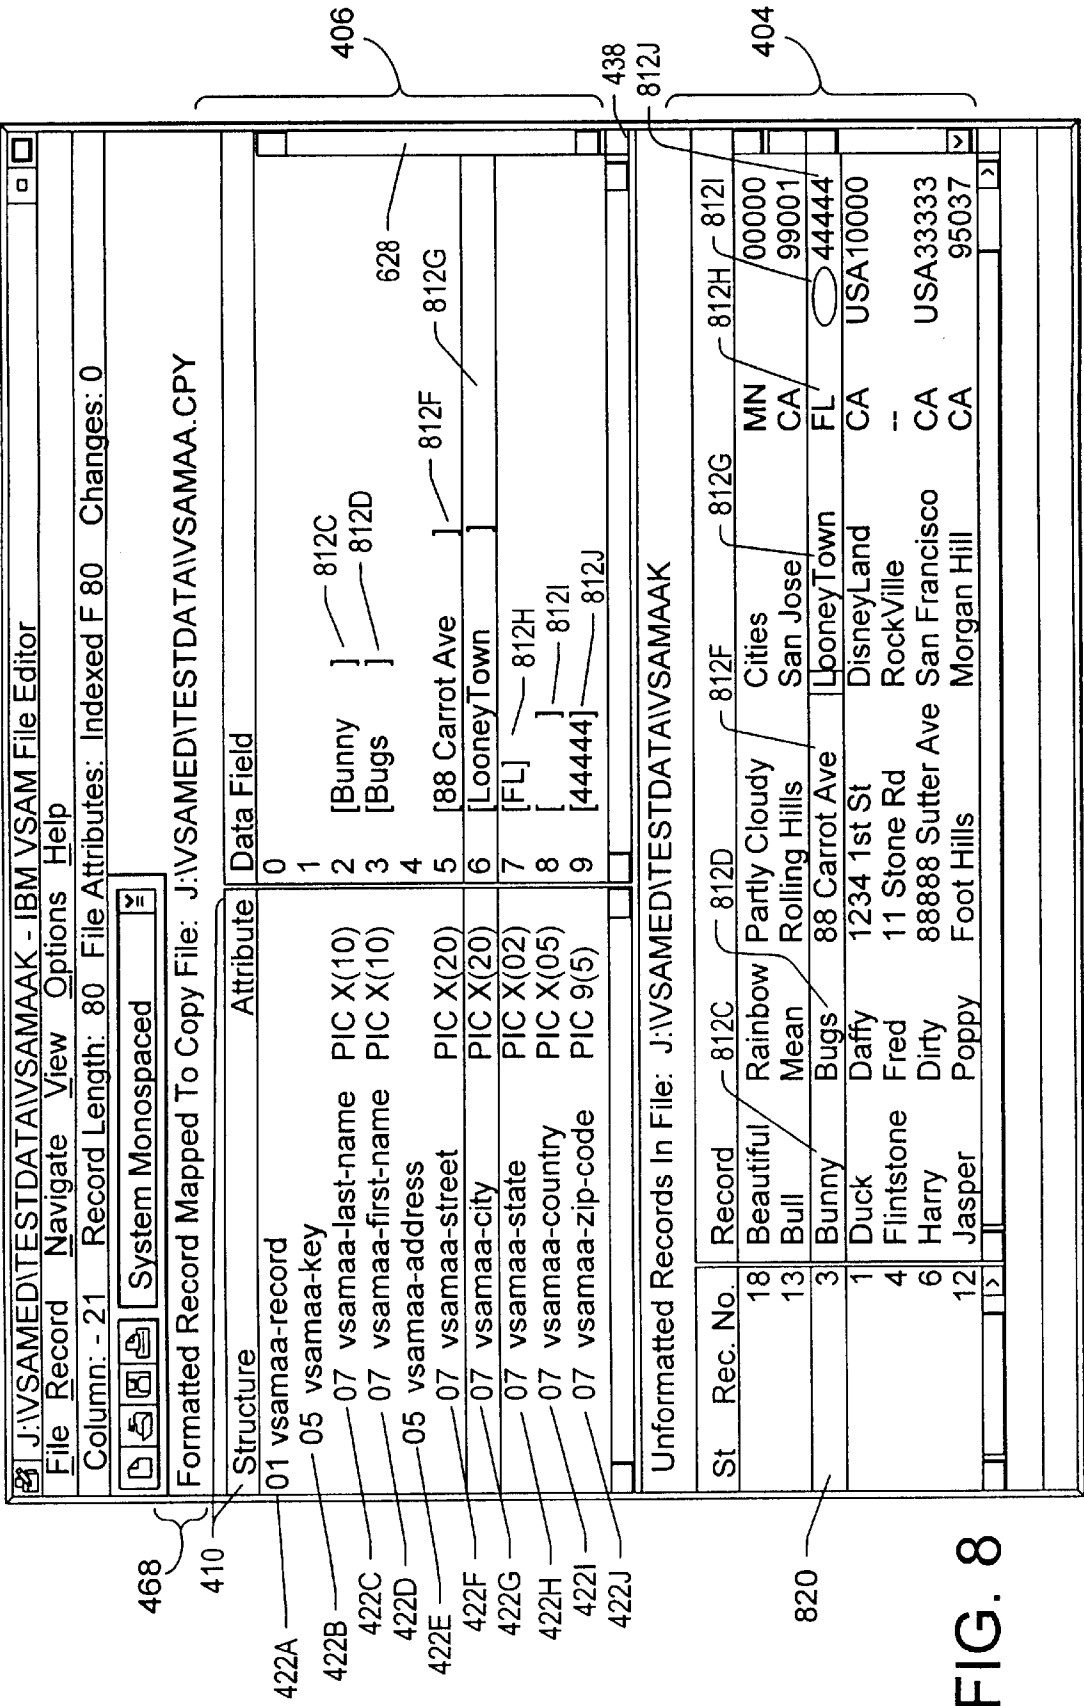 J:\VSAMED\TESTDATA\VSAMAAK - IBM VSAM File Editor
File Record Navigate View Options Help
Column: - 21 Record Length: 80 File Attributes: Indexed F 80 Changes: 0
System Monospaced
468
Formatted Record Mapped To Copy File: J:\VSAMED\TESTDATA\VSAMAA.CPY
410
Structure Attribute Data Field
422A 01 vsamaa-record 0
422B 05 vsamaa-key 1
422C 07 vsamaa-last-name PIC X(10) 2 [Bunny ] 812C
422D 07 vsamaa-first-name PIC X(10) 3 [Bugs ] 812D
422E 05 vsamaa-address 4
422F 07 vsamaa-street PIC X(20) 5 [88 Carrot Ave ] 812F
422G 07 vsamaa-city PIC X(20) 6 [LooneyTown ] 812G
422H 07 vsamaa-state PIC X(02) 7 [FL] 812H
422I 07 vsamaa-country PIC X(05) 8 [ ] 812I
422J 07 vsamaa-zip-code PIC 9(5) 9 [44444] 812J
628
406
438
Unformatted Records In File: J:\VSAMED\TESTDATA\VSAMAAK
812C 812D 812F 812G 812H 812I 812J
St Rec. No. Record
18 Beautiful Rainbow Partly Cloudy Cities MN 00000
13 Bull Mean Rolling Hills San Jose CA 99001
3 Bunny Bugs 88 Carrot Ave LooneyTown FL 44444
1 Duck Daffy 1234 1st St DisneyLand CA USA10000
4 Flintstone Fred 11 Stone Rd RockVille --
6 Harry Dirty 88888 Sutter Ave San Francisco CA USA33333
12 Jasper Poppy Foot Hills Morgan Hill CA 95037
820
404
FIG. 8